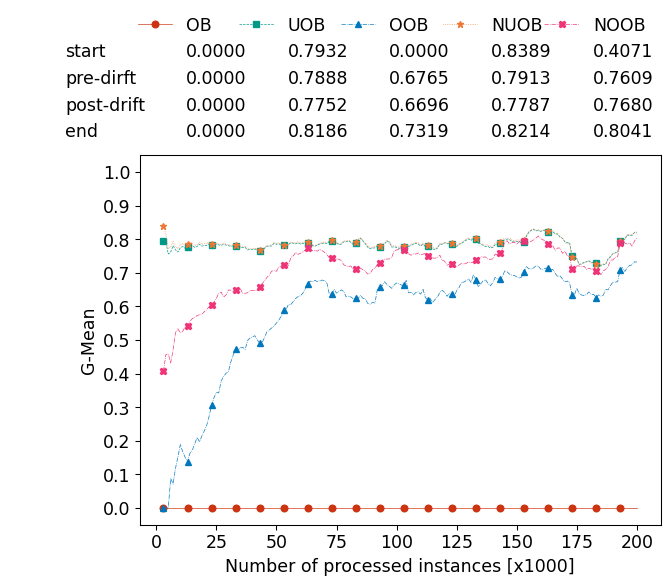 OB UOB OOB NUOB NOOB
start 0.0000 0.7932 0.0000 0.8389 0.4071
pre-dirft 0.0000 0.7888 0.6765 0.7913 0.7609
post-drift 0.0000 0.7752 0.6696 0.7787 0.7680
end 0.0000 0.8186 0.7319 0.8214 0.8041
1.0
0.9
0.8
0.7
0.6
0.5
0.4
0.3
0.2
0.1
0.0
G-Mean
0 25 50 75 100 125 150 175 200
Number of processed instances [x1000]